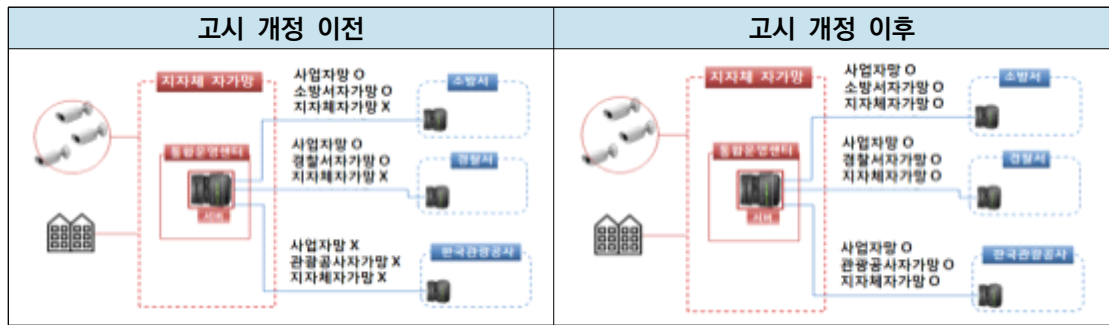 고시 개정 이전
고시 개정 이후
지자체 자가망
사업자망 O
소방서자가망 O
지자체자가망 X
소방서
통합운영센터
서버
사업자망 O
경찰서자가망 O
지자체자가망 X
경찰서
사업자망 X
관광공사자가망 X
지자체자가망 X
한국관광공사
지자체 자가망
사업자망 O
소방서자가망 O
지자체자가망 O
소방서
통합운영센터
서버
사업자망 O
경찰서자가망 O
지자체자가망 O
경찰서
사업자망 O
관광공사자가망 O
지자체자가망 O
한국관광공사